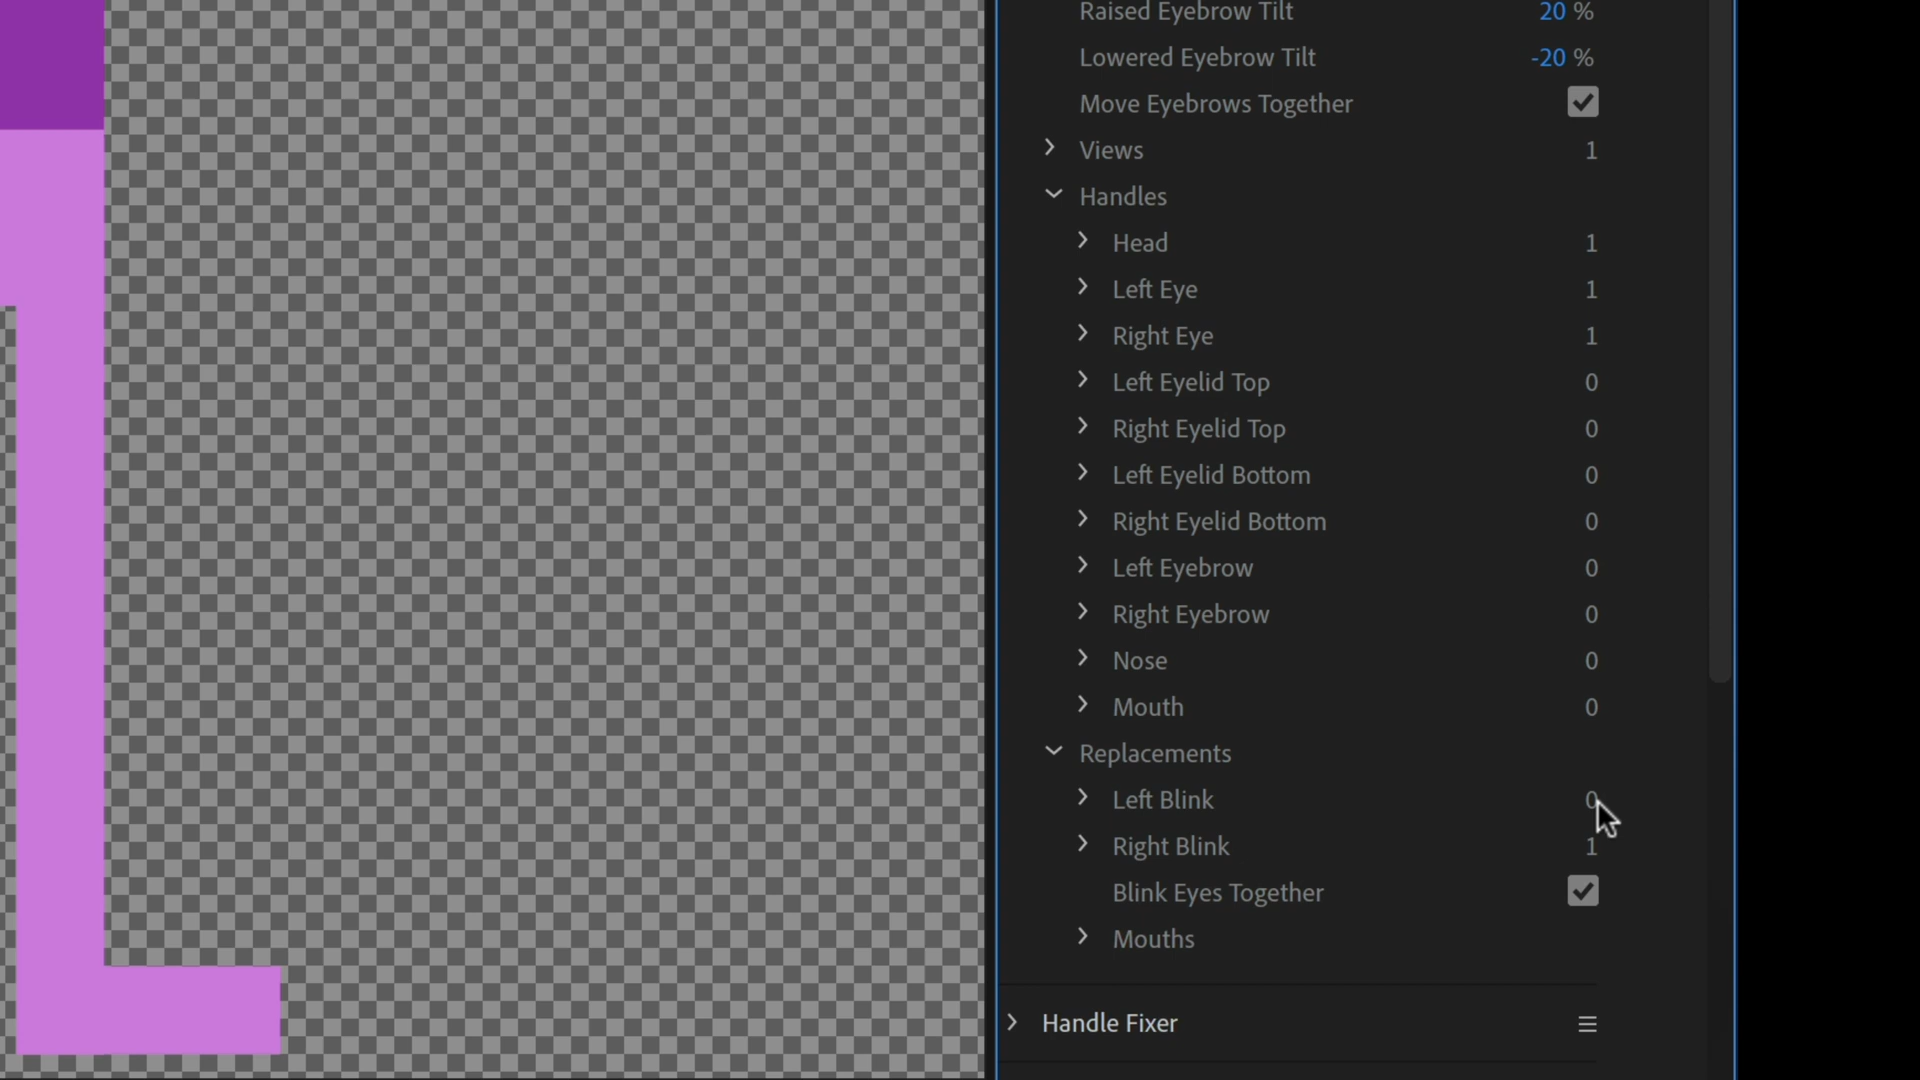 Raised Eyebrow Tilt 20 %
Lowered Eyebrow Tilt -20 %
Move Eyebrows Together
Views 1
Handles
Head 1
Left Eye 1
Right Eye 1
Left Eyelid Top 0
Right Eyelid Top 0
Left Eyelid Bottom 0
Right Eyelid Bottom 0
Left Eyebrow 0
Right Eyebrow 0
Nose 0
Mouth 0
Replacements
Left Blink 0
Right Blink 1
Blink Eyes Together
Mouths
Handle Fixer